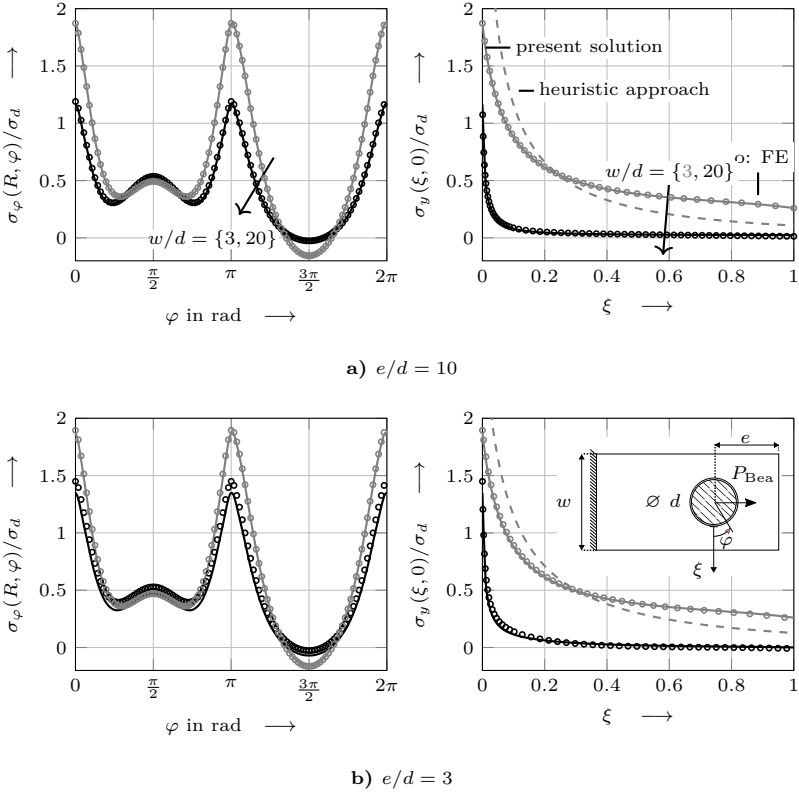 σφ(R, φ)/σd ⟶
2
1.5
1
0.5
0
w/d = {3, 20}
0 π/2 π 3π/2 2π
φ in rad ⟶
σy(ξ, 0)/σd ⟶
2
1.5
1
0.5
0
present solution
heuristic approach
w/d = {3, 20}
o: FE
0 0.2 0.4 0.6 0.8 1
ξ ⟶
a) e/d = 10
σφ(R, φ)/σd ⟶
2
1.5
1
0.5
0
0 π/2 π 3π/2 2π
φ in rad ⟶
σy(ξ, 0)/σd ⟶
2
1.5
1
0.5
0
e
w
⌀ d
PBea
φ
ξ
0 0.2 0.4 0.6 0.8 1
ξ ⟶
b) e/d = 3